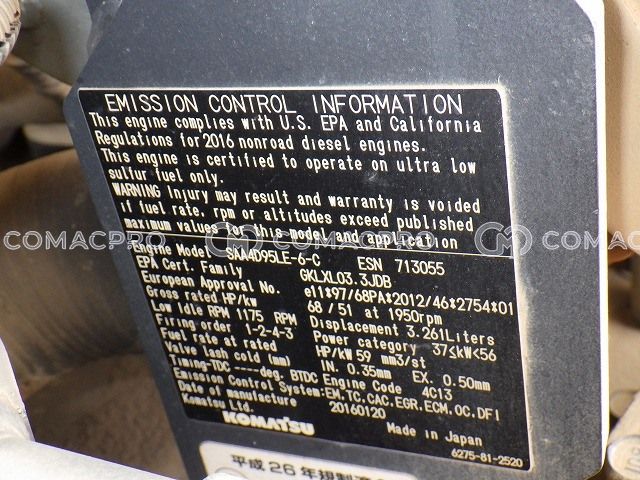 EMISSION CONTROL INFORMATION
This engine complies with U.S. EPA and California
Regulations for 2016 nonroad diesel engines.
This engine is certified to operate on ultra low
sulfur fuel only.
WARNING Injury may result and warranty is voided
if fuel rate, rpm or altitudes exceed published
maximum values for this model and application
COMACPRO COMACPRO COMACPRO
Engine Model SAA4D95LE-6-C ESN 713055
EPA Cert. Family GKLXL03.3JDB
European Approval No. e11*97/68PA*2012/46*2754*01
Gross rated HP/kw 68/51 at 1950rpm
Low Idle RPM 1175 RPM Displacement 3.261Liters
Firing order 1-2-4-3 Power category 37≤kW<56
Fuel rate at rated HP/kW 59 mm3/st
Valve lash cold (mm) IN. 0.35mm EX. 0.50mm
Timing-TDC ----deg. BTDC Engine Code 4C13
Emission Control System:EM,TC,CAC,EGR,ECM,OC,DFI
Date of manufacture 20160120
Komatsu Ltd.
KOMATSU Made in Japan
6275-81-2520
平成26年規制